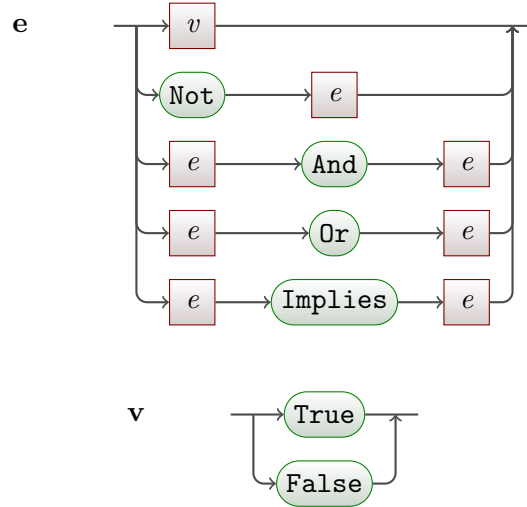 e v
Not e
e And e
e Or e
e Implies e
v True
False